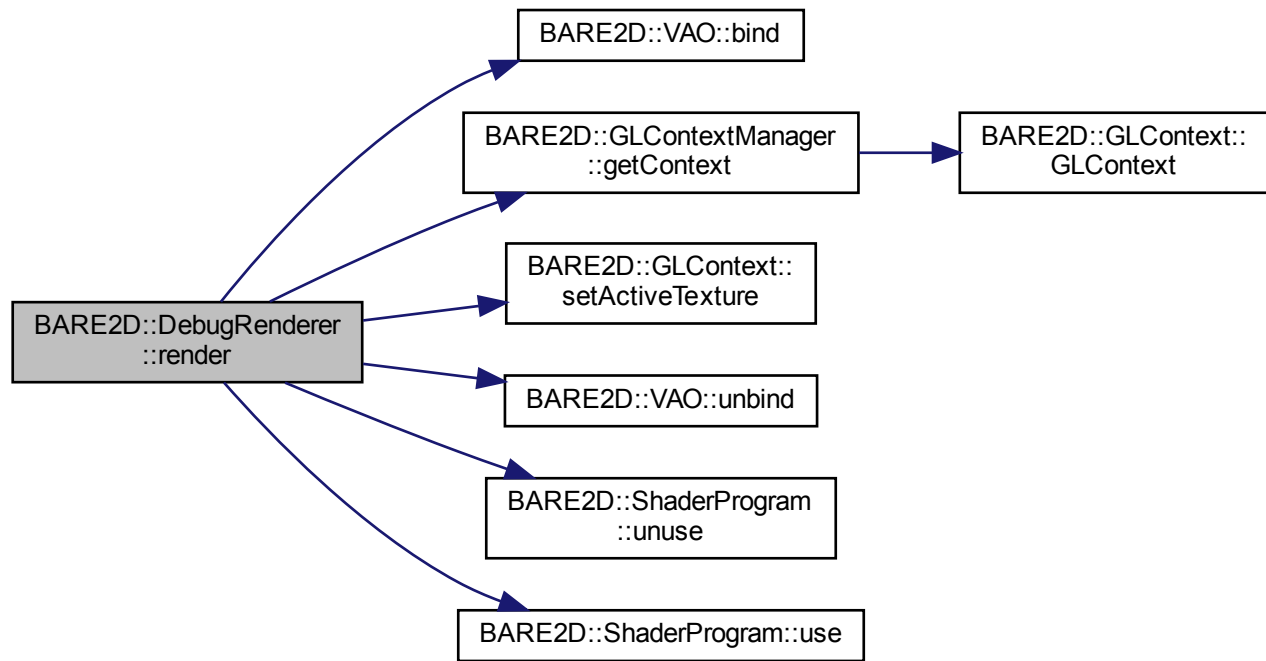 BARE2D::VAO::bind
BARE2D::GLContextManager
::getContext
BARE2D::GLContext::
GLContext
BARE2D::GLContext::
setActiveTexture
BARE2D::DebugRenderer
::render
BARE2D::VAO::unbind
BARE2D::ShaderProgram
::unuse
BARE2D::ShaderProgram::use